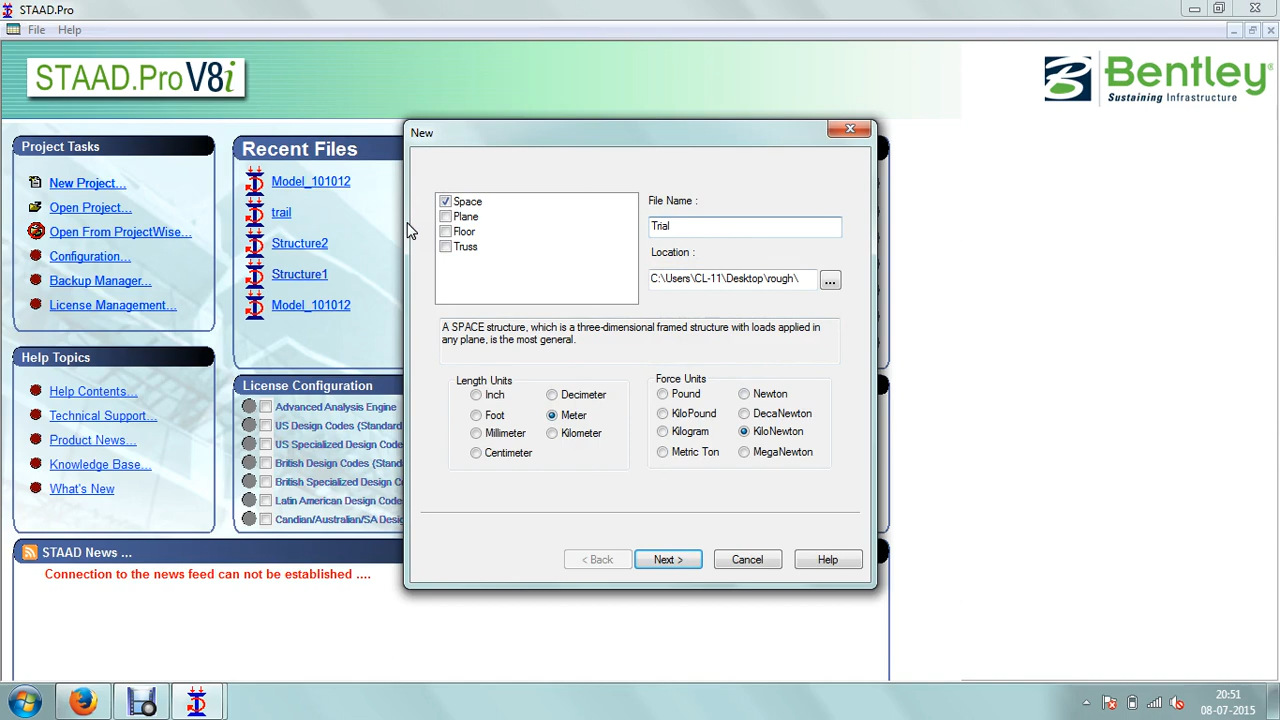 STAAD.Pro
File Help
STAAD.Pro V8i
Bentley®
Sustaining Infrastructure
Project Tasks
New Project...
Open Project...
Open From ProjectWise...
Configuration...
Backup Manager...
License Management...
Recent Files
Model_101012
trail
Structure2
Structure1
Model_101012
Help Topics
Help Contents...
Technical Support...
Product News...
Knowledge Base...
What's New
License Configuration
Advanced Analysis Engine
US Design Codes (Standard
US Specialized Design Code
British Design Codes (Stand
British Specialized Design C
Latin American Design Code
Candian/Australian/SA Desig
STAAD News ...
Connection to the news feed can not be established ....
New
Space
Plane
Floor
Truss
File Name :
Trial
Location :
C:\Users\CL-11\Desktop\rough\
...
A SPACE structure, which is a three-dimensional framed structure with loads applied in
any plane, is the most general.
Length Units
Inch Decimeter
Foot Meter
Millimeter Kilometer
Centimeter
Force Units
Pound Newton
KiloPound DecaNewton
Kilogram KiloNewton
Metric Ton MegaNewton
< Back Next > Cancel Help
20:51
08-07-2015